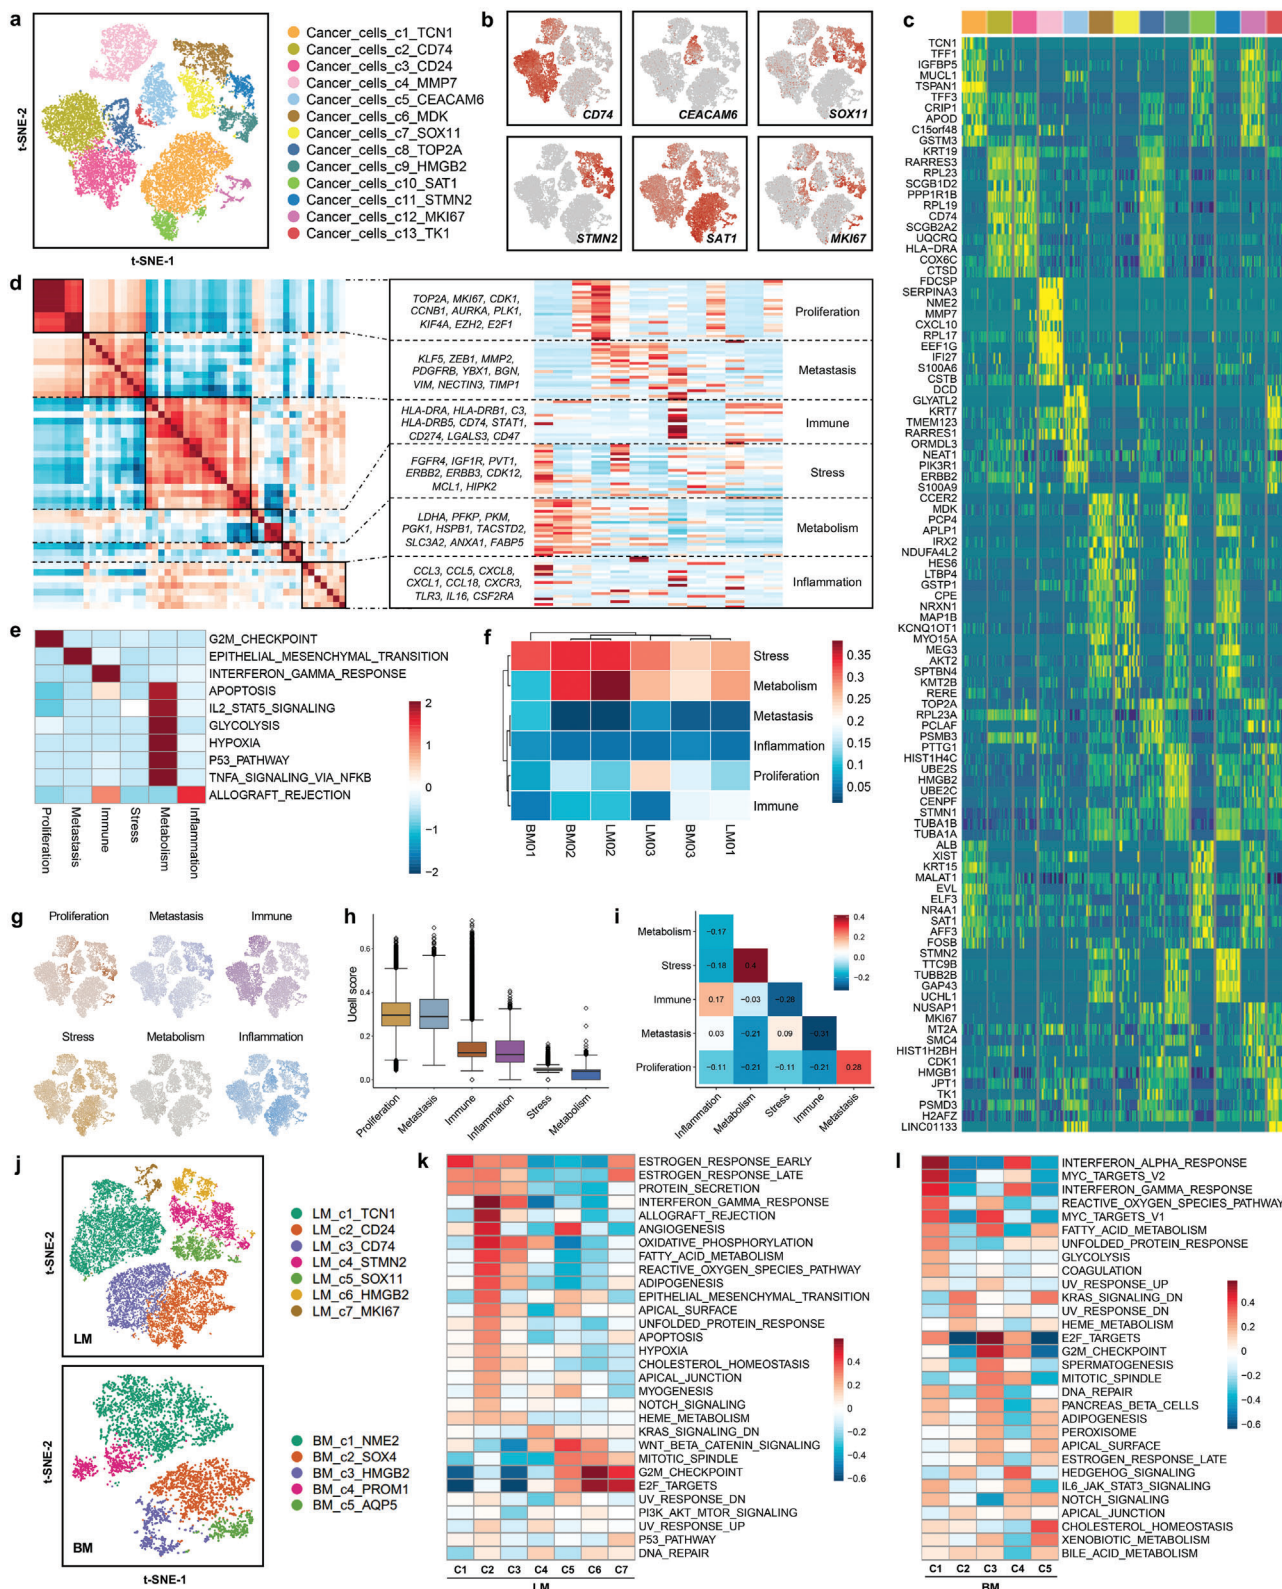 a
t-SNE-2
t-SNE-1
Cancer_cells_c1_TCN1
Cancer_cells_c2_CD74
Cancer_cells_c3_CD24
Cancer_cells_c4_MMP7
Cancer_cells_c5_CEACAM6
Cancer_cells_c6_MDK
Cancer_cells_c7_SOX11
Cancer_cells_c8_TOP2A
Cancer_cells_c9_HMGB2
Cancer_cells_c10_SAT1
Cancer_cells_c11_STMN2
Cancer_cells_c12_MKI67
Cancer_cells_c13_TK1
b
CD74
CEACAM6
SOX11
STMN2
SAT1
MKI67
c
TCN1
TFF1
IGFBP5
MUCL1
TSPAN1
TFF3
CRIP1
APOD
C15orf48
GSTM3
KRT19
RARRES3
RPL23
SCGB1D2
PPP1R1B
RPL19
CD74
SCGB2A2
UQCRQ
HLA-DRA
COX6C
CTSD
FDCSP
SERPINA3
NME2
MMP7
CXCL10
RPL17
EEF1G
IFI27
S100A6
CSTB
DCD
GLYATL2
KRT7
TMEM123
RARRES1
ORMDL3
NEAT1
PIK3R1
ERBB2
S100A9
CCER2
MDK
PCP4
APLP1
IRX2
NDUFA4L2
HES6
LTBP4
GSTP1
CPE
NRXN1
MAP1B
KCNQ1OT1
MYO15A
MEG3
AKT2
SPTBN4
KMT2B
RERE
TOP2A
RPL23A
PCLAF
PSMB3
PTTG1
HIST1H4C
UBE2S
HMGB2
UBE2C
CENPF
STMN1
TUBA1B
TUBA1A
ALB
XIST
KRT15
MALAT1
EVL
ELF3
NR4A1
SAT1
AFF3
FOSB
STMN2
TTC9B
TUBB2B
GAP43
UCHL1
NUSAP1
MKI67
MT2A
SMC4
HIST1H2BH
CDK1
HMGB1
JPT1
TK1
PSMD3
H2AFZ
LINC01133
d
TOP2A, MKI67, CDK1,
CCNB1, AURKA, PLK1,
KIF4A, EZH2, E2F1
Proliferation
KLF5, ZEB1, MMP2,
PDGFRB, YBX1, BGN,
VIM, NECTIN3, TIMP1
Metastasis
HLA-DRA, HLA-DRB1, C3,
HLA-DRB5, CD74, STAT1,
CD274, LGALS3, CD47
Immune
FGFR4, IGF1R, PVT1,
ERBB2, ERBB3, CDK12,
MCL1, HIPK2
Stress
LDHA, PFKP, PKM,
PGK1, HSPB1, TACSTD2,
SLC3A2, ANXA1, FABP5
Metabolism
CCL3, CCL5, CXCL8,
CXCL1, CCL18, CXCR3,
TLR3, IL16, CSF2RA
Inflammation
e
G2M_CHECKPOINT
EPITHELIAL_MESENCHYMAL_TRANSITION
INTERFERON_GAMMA_RESPONSE
APOPTOSIS
IL2_STAT5_SIGNALING
GLYCOLYSIS
HYPOXIA
P53_PATHWAY
TNFA_SIGNALING_VIA_NFKB
ALLOGRAFT_REJECTION
Proliferation
Metastasis
Immune
Stress
Metabolism
Inflammation
2
1
0
−1
−2
f
Stress
Metabolism
Metastasis
Inflammation
Proliferation
Immune
BM01
BM02
LM02
LM03
BM03
LM01
0.35
0.3
0.25
0.2
0.15
0.1
0.05
g
Proliferation
Metastasis
Immune
Stress
Metabolism
Inflammation
h
Ucell score
0.6
0.4
0.2
0.0
Proliferation
Metastasis
Immune
Inflammation
Stress
Metabolism
i
Metabolism
−0.17
Stress
−0.18
0.4
Immune
0.17
−0.03
−0.28
Metastasis
0.03
−0.21
0.09
−0.31
Proliferation
−0.11
−0.21
−0.11
−0.21
0.28
Inflammation
Metabolism
Stress
Immune
Metastasis
0.4
0.2
0.0
−0.2
j
t-SNE-2
LM
LM_c1_TCN1
LM_c2_CD24
LM_c3_CD74
LM_c4_STMN2
LM_c5_SOX11
LM_c6_HMGB2
LM_c7_MKI67
t-SNE-2
BM
t-SNE-1
BM_c1_NME2
BM_c2_SOX4
BM_c3_HMGB2
BM_c4_PROM1
BM_c5_AQP5
k
ESTROGEN_RESPONSE_EARLY
ESTROGEN_RESPONSE_LATE
PROTEIN_SECRETION
INTERFERON_GAMMA_RESPONSE
ALLOGRAFT_REJECTION
ANGIOGENESIS
OXIDATIVE_PHOSPHORYLATION
FATTY_ACID_METABOLISM
REACTIVE_OXYGEN_SPECIES_PATHWAY
ADIPOGENESIS
EPITHELIAL_MESENCHYMAL_TRANSITION
APICAL_SURFACE
UNFOLDED_PROTEIN_RESPONSE
APOPTOSIS
HYPOXIA
CHOLESTEROL_HOMEOSTASIS
APICAL_JUNCTION
MYOGENESIS
NOTCH_SIGNALING
HEME_METABOLISM
KRAS_SIGNALING_DN
WNT_BETA_CATENIN_SIGNALING
MITOTIC_SPINDLE
G2M_CHECKPOINT
E2F_TARGETS
UV_RESPONSE_DN
PI3K_AKT_MTOR_SIGNALING
UV_RESPONSE_UP
P53_PATHWAY
DNA_REPAIR
C1 C2 C3 C4 C5 C6 C7
LM
0.4
0.2
0
−0.2
−0.4
−0.6
l
INTERFERON_ALPHA_RESPONSE
MYC_TARGETS_V2
INTERFERON_GAMMA_RESPONSE
REACTIVE_OXYGEN_SPECIES_PATHWAY
MYC_TARGETS_V1
FATTY_ACID_METABOLISM
UNFOLDED_PROTEIN_RESPONSE
GLYCOLYSIS
COAGULATION
UV_RESPONSE_UP
KRAS_SIGNALING_DN
UV_RESPONSE_DN
HEME_METABOLISM
E2F_TARGETS
G2M_CHECKPOINT
SPERMATOGENESIS
MITOTIC_SPINDLE
DNA_REPAIR
PANCREAS_BETA_CELLS
ADIPOGENESIS
PEROXISOME
APICAL_SURFACE
ESTROGEN_RESPONSE_LATE
HEDGEHOG_SIGNALING
IL6_JAK_STAT3_SIGNALING
NOTCH_SIGNALING
APICAL_JUNCTION
CHOLESTEROL_HOMEOSTASIS
XENOBIOTIC_METABOLISM
BILE_ACID_METABOLISM
C1 C2 C3 C4 C5
BM
0.6
0.4
0.2
0
−0.2
−0.4
−0.6